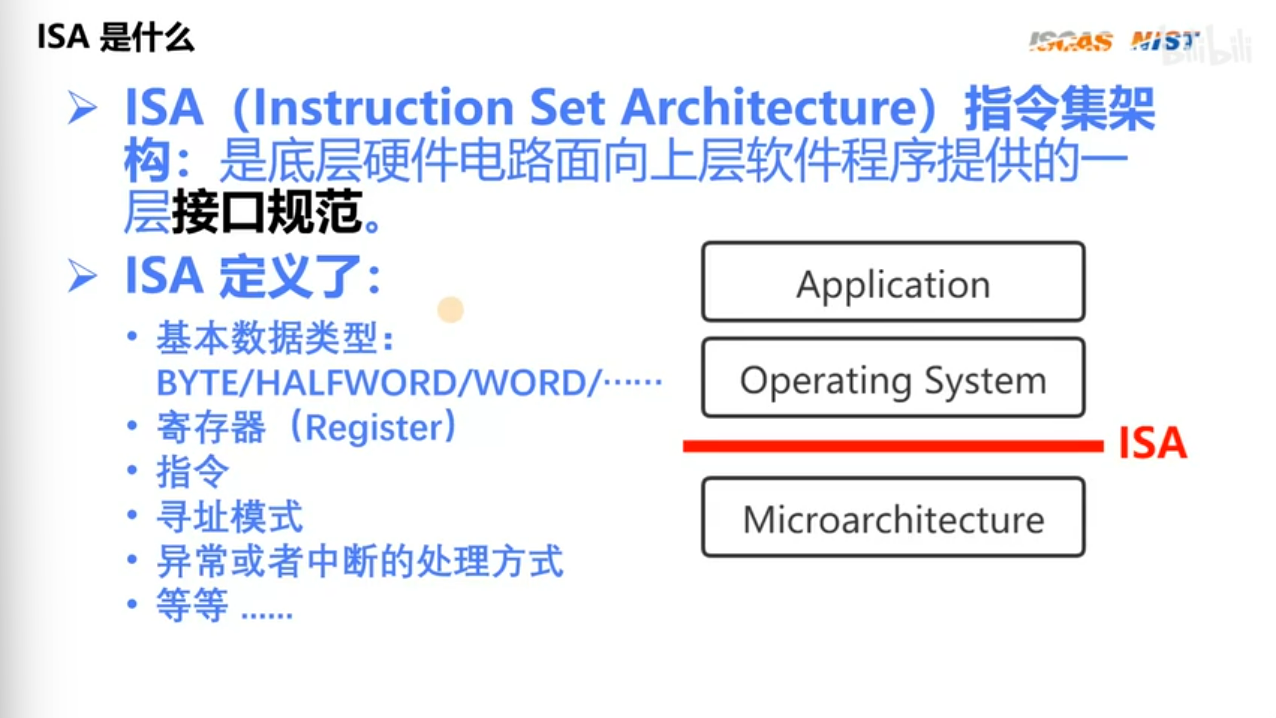 ISA 是什么
ISCAS NIST
bilibili
ISA（Instruction Set Architecture）指令集架
构：是底层硬件电路面向上层软件程序提供的一
层接口规范。
ISA 定义了：
• 基本数据类型：
BYTE/HALFWORD/WORD/……
• 寄存器（Register）
• 指令
• 寻址模式
• 异常或者中断的处理方式
• 等等 ......
Application
Operating System
ISA
Microarchitecture